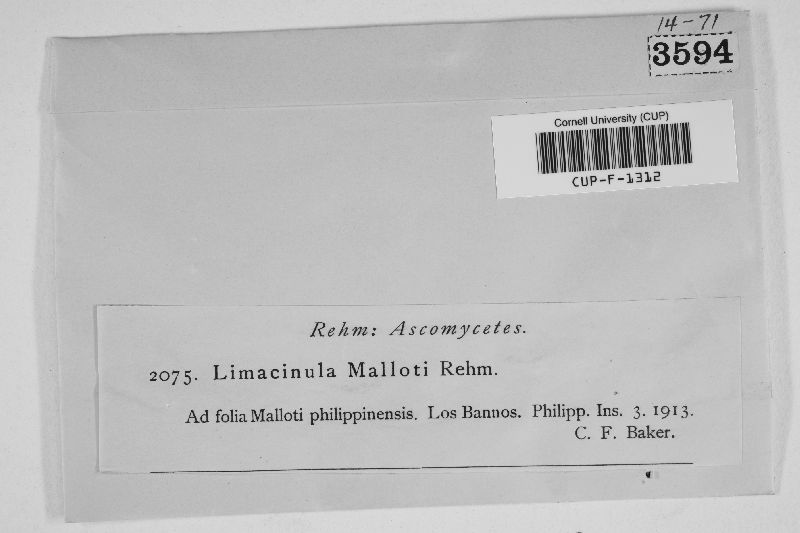 14-71
3594
Cornell University (CUP)
CUP-F-1312
Rehm: Ascomycetes.
2075. Limacinula Malloti Rehm.
Ad folia Malloti philippinensis. Los Bannos. Philipp. Ins. 3. 1913.
C. F. Baker.